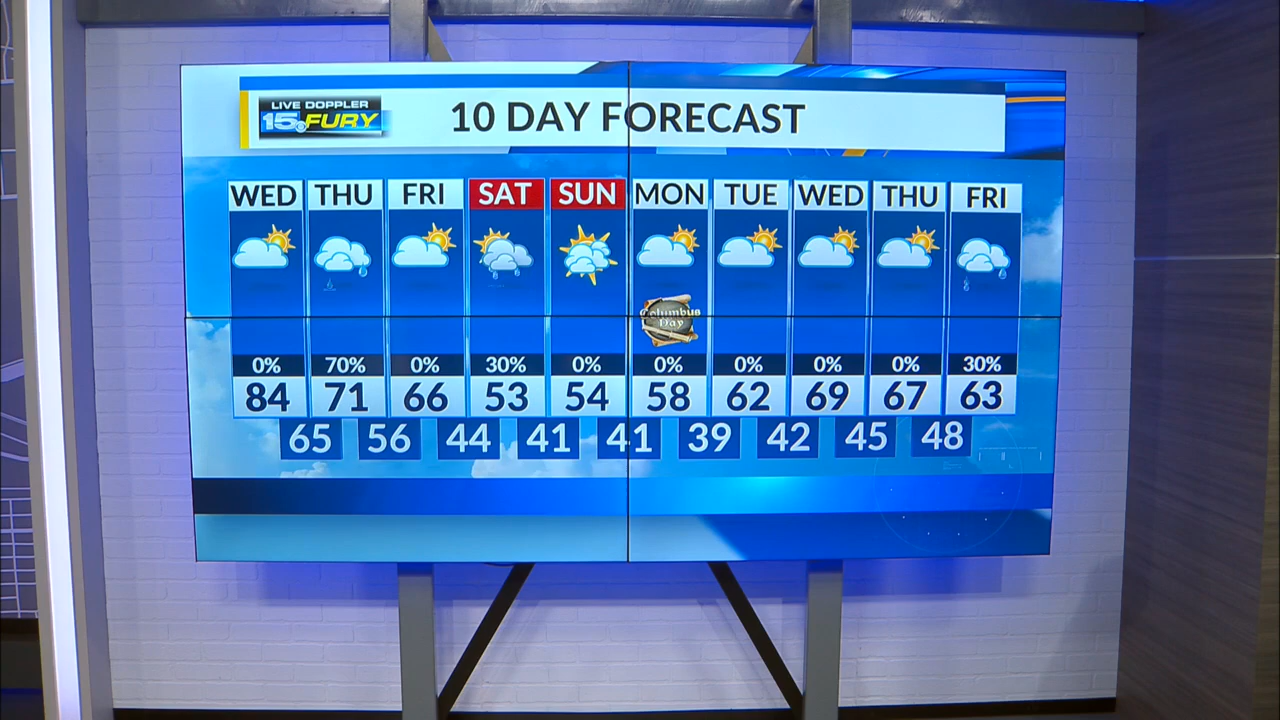 LIVE DOPPLER
15 FURY
10 DAY FORECAST
WED THU FRI SAT SUN MON TUE WED THU FRI
Columbus
Day
0% 70% 0% 30% 0% 0% 0% 0% 0% 30%
84 71 66 53 54 58 62 69 67 63
65 56 44 41 41 39 42 45 48